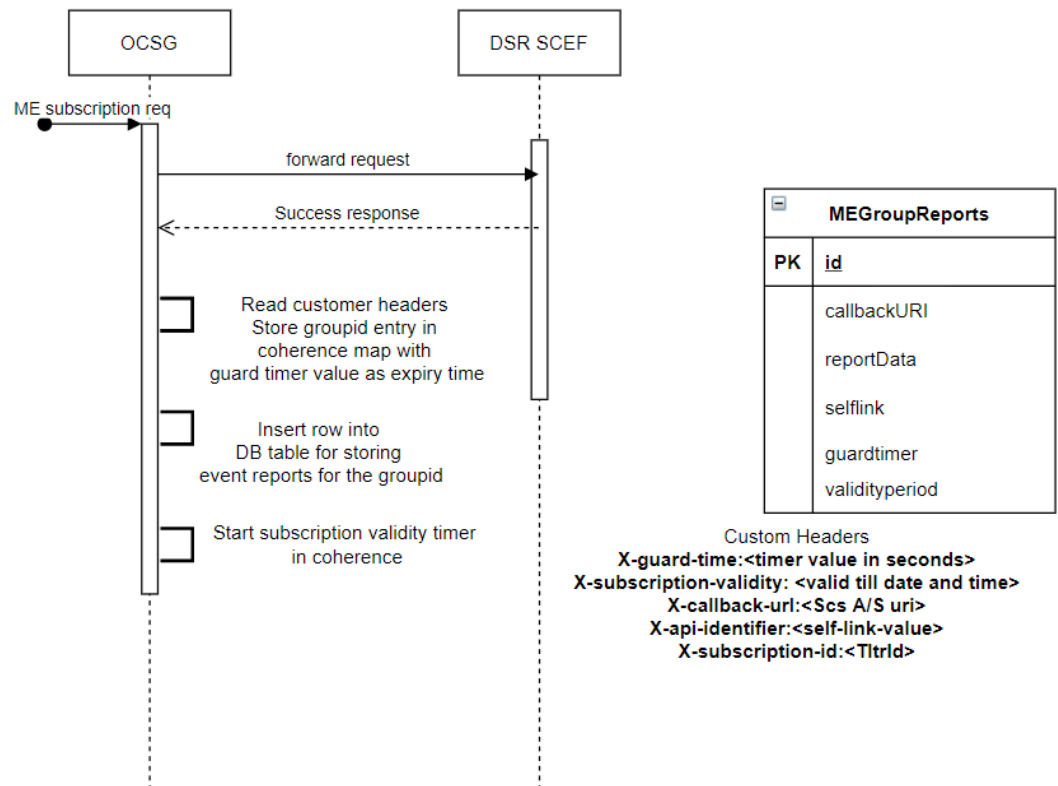 OCSG
DSR SCEF
ME subscription req
forward request
Success response
Read customer headers
Store groupid entry in
coherence map with
guard timer value as expiry time
Insert row into
DB table for storing
event reports for the groupid
Start subscription validity timer
in coherence
MEGroupReports
PK id
callbackURI
reportData
selflink
guardtimer
validityperiod
Custom Headers
X-guard-time:<timer value in seconds>
X-subscription-validity: <valid till date and time>
X-callback-url:<Scs A/S uri>
X-api-identifier:<self-link-value>
X-subscription-id:<TltrId>